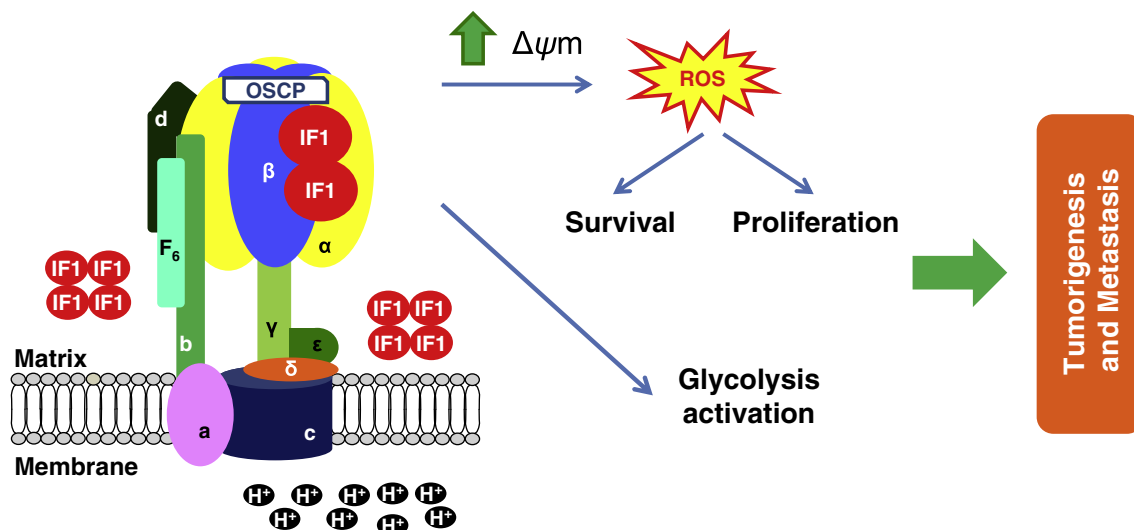 Δψm
ROS
OSCP
d
IF1
β
IF1
Survival
Proliferation
α
F6
IF1 IF1
IF1 IF1
Tumorigenesis
and Metastasis
IF1 IF1
IF1 IF1
γ
ε
b
Matrix
δ
Glycolysis
activation
a
c
Membrane
H+ H+ H+ H+ H+
H+ H+ H+ H+